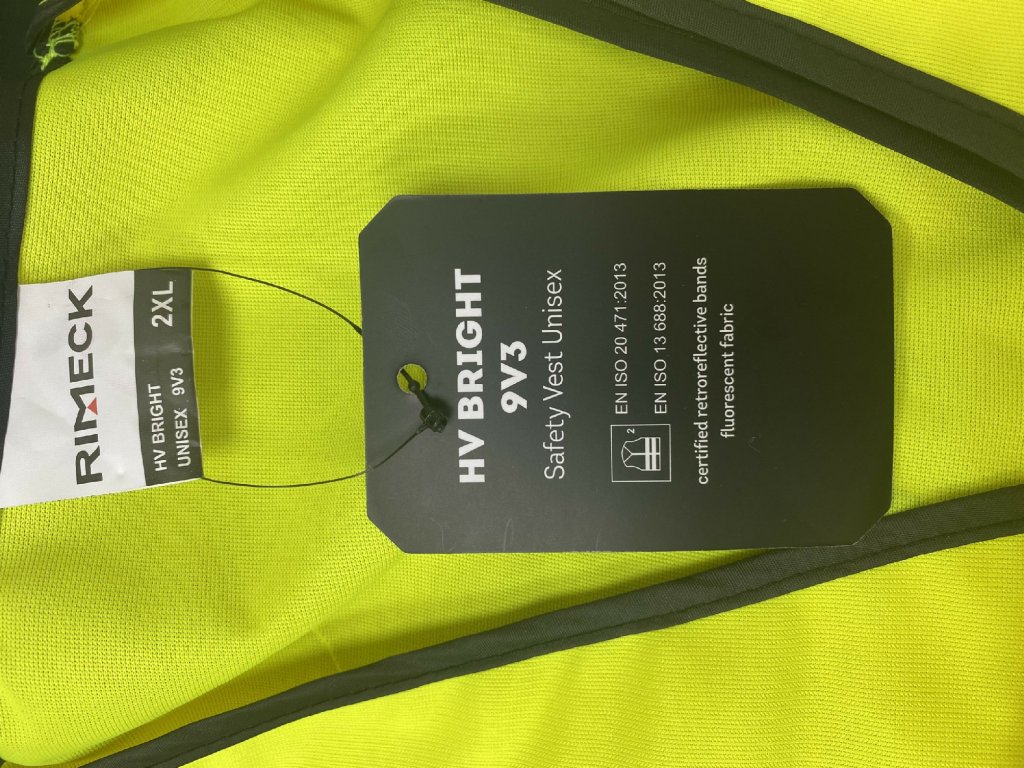 RIMECK
HV BRIGHT 2XL
UNISEX 9V3
HV BRIGHT
9V3
Safety Vest Unisex
2
EN ISO 20 471:2013
EN ISO 13 688:2013
certified retroreflective bands
fluorescent fabric